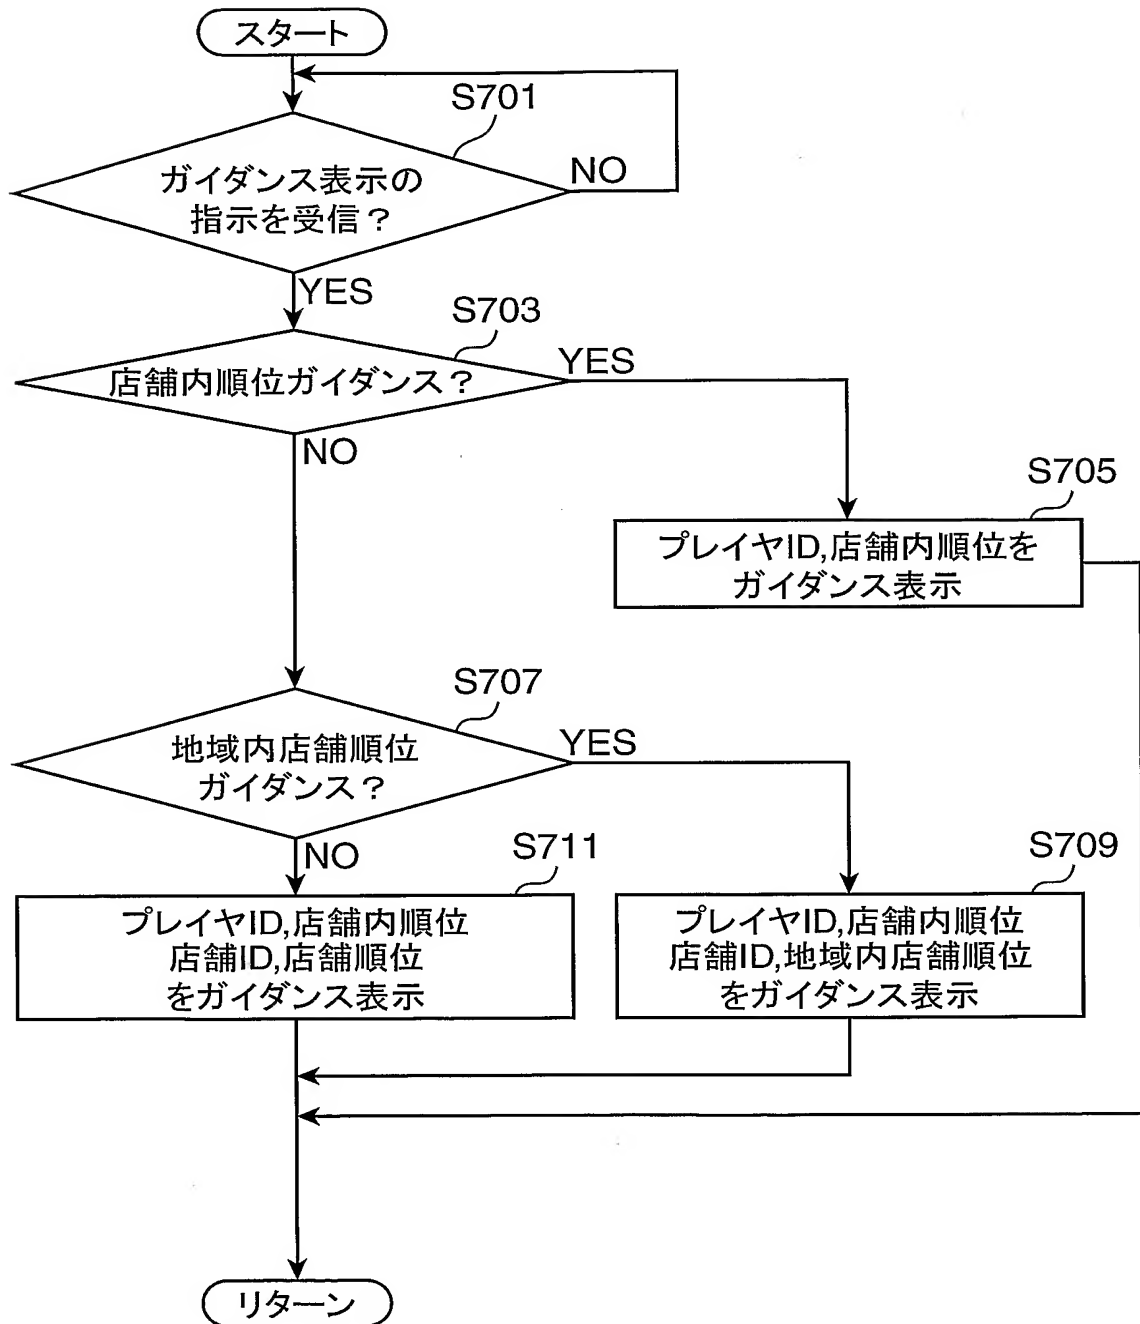 スタート
S701
ガイダンス表示の
指示を受信？
NO
YES
S703
店舗内順位ガイダンス？
YES
NO
S705
プレイヤID,店舗内順位を
ガイダンス表示
S707
地域内店舗順位
ガイダンス？
YES
NO
S711
プレイヤID,店舗内順位
店舗ID,店舗順位
をガイダンス表示
S709
プレイヤID,店舗内順位
店舗ID,地域内店舗順位
をガイダンス表示
リターン